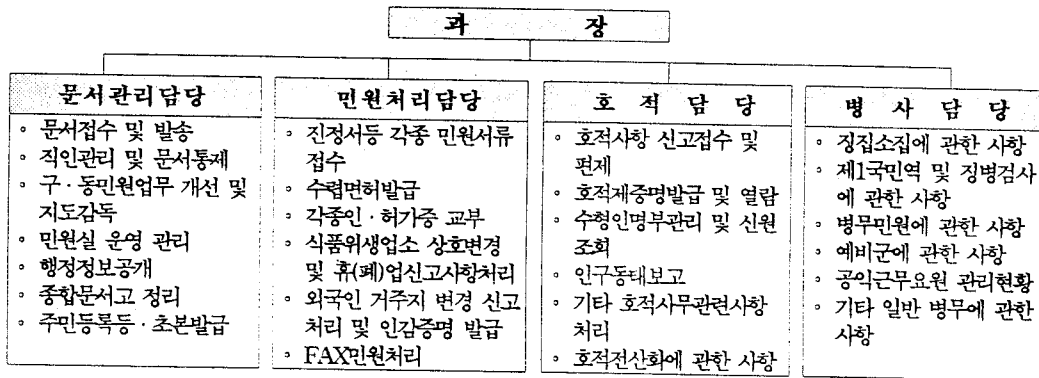 과 장
문서관리담당
◦ 문서접수 및 발송
◦ 직인관리 및 문서통제
◦ 구·동민원업무 개선 및
지도감독
◦ 민원실 운영 관리
◦ 행정정보공개
◦ 종합문서고 정리
◦ 주민등록등·초본발급
민원처리담당
◦ 진정서등 각종 민원서류
접수
◦ 수렵면허발급
◦ 각종인·허가증 교부
◦ 식품위생업소 상호변경
및 휴(폐)업신고사항처리
◦ 외국인 거주지 변경 신고
처리 및 인감증명 발급
◦ FAX민원처리
호 적 담 당
◦ 호적사항 신고접수 및
편제
◦ 호적제증명발급 및 열람
◦ 수형인명부관리 및 신원
조회
◦ 인구동태보고
◦ 기타 호적사무관련사항
처리
◦ 호적전산화에 관한 사항
병 사 담 당
◦ 징집소집에 관한 사항
◦ 제1국민역 및 징병검사
에 관한 사항
◦ 병무민원에 관한 사항
◦ 예비군에 관한 사항
◦ 공익근무요원 관리현황
◦ 기타 일반 병무에 관한
사항